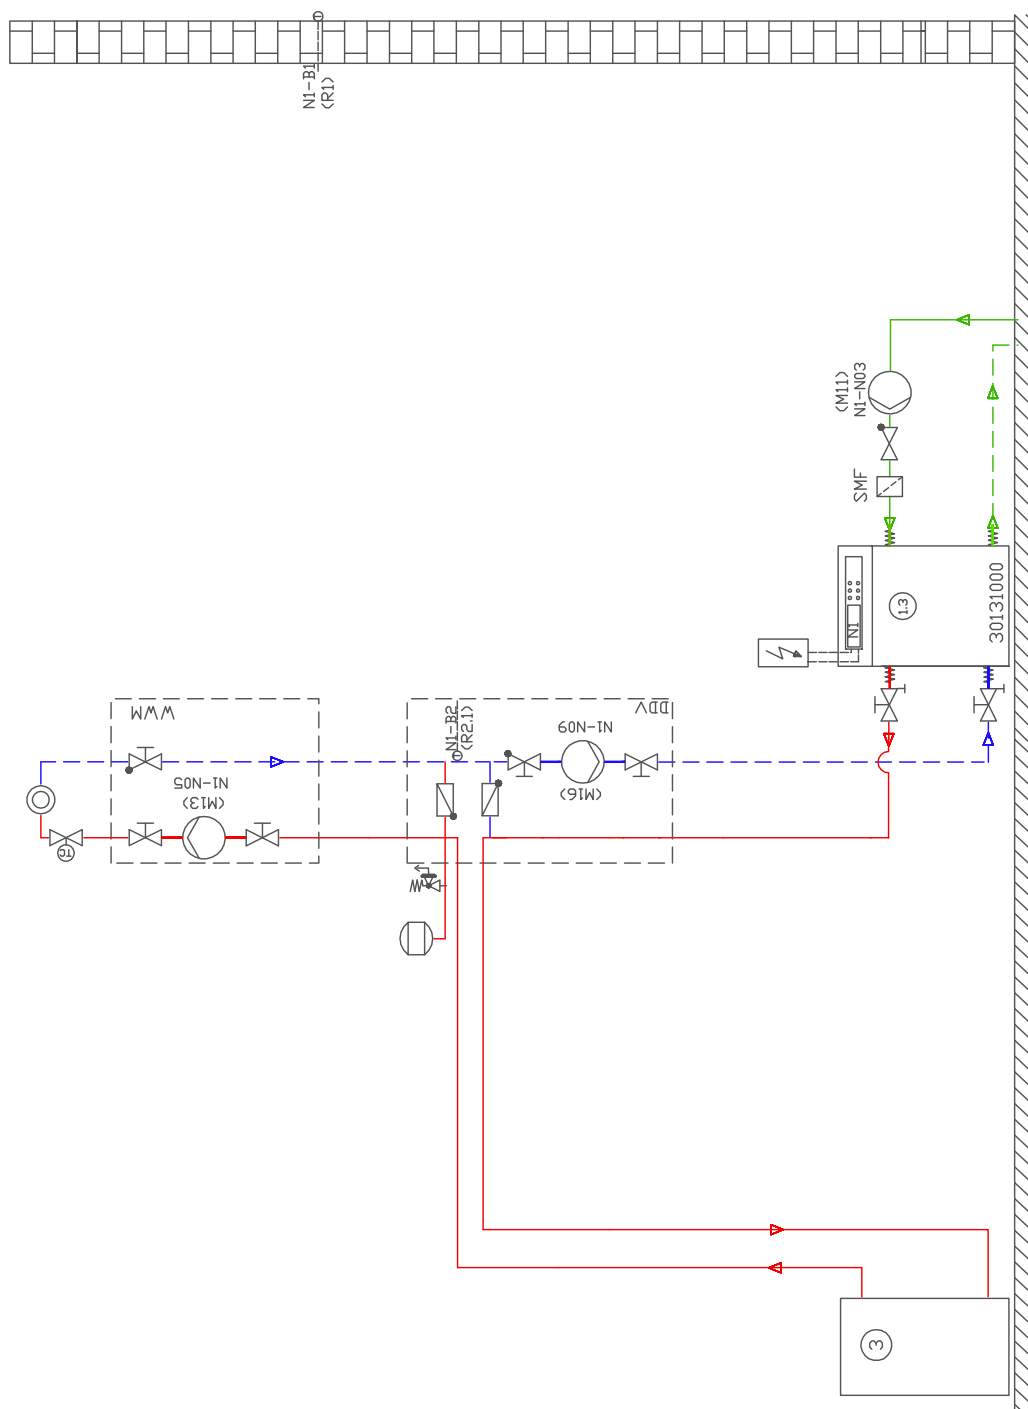 N1-B1
(R1)
(M11)
N1-N03
SMF
N1
1.3
30131000
WWM
N1-N05
(M13)
TC
N1-B2
(R2.1)
DDV
N1-N09
(M16)
3